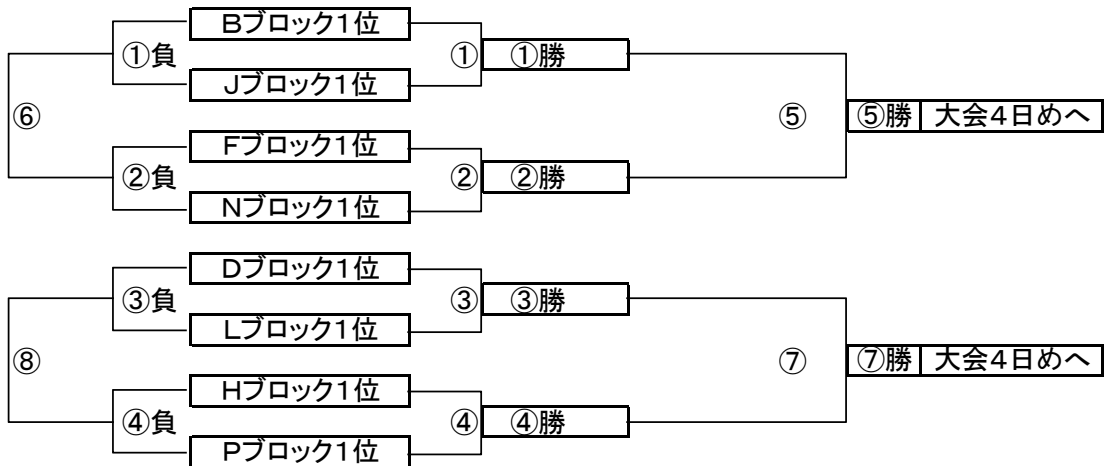 Bブロック1位
①負 ① ①勝
Jブロック1位
⑥ ⑤ ⑤勝 大会4日めへ
Fブロック1位
②負 ② ②勝
Nブロック1位
Dブロック1位
③負 ③ ③勝
Lブロック1位
⑧ ⑦ ⑦勝 大会4日めへ
Hブロック1位
④負 ④ ④勝
Pブロック1位